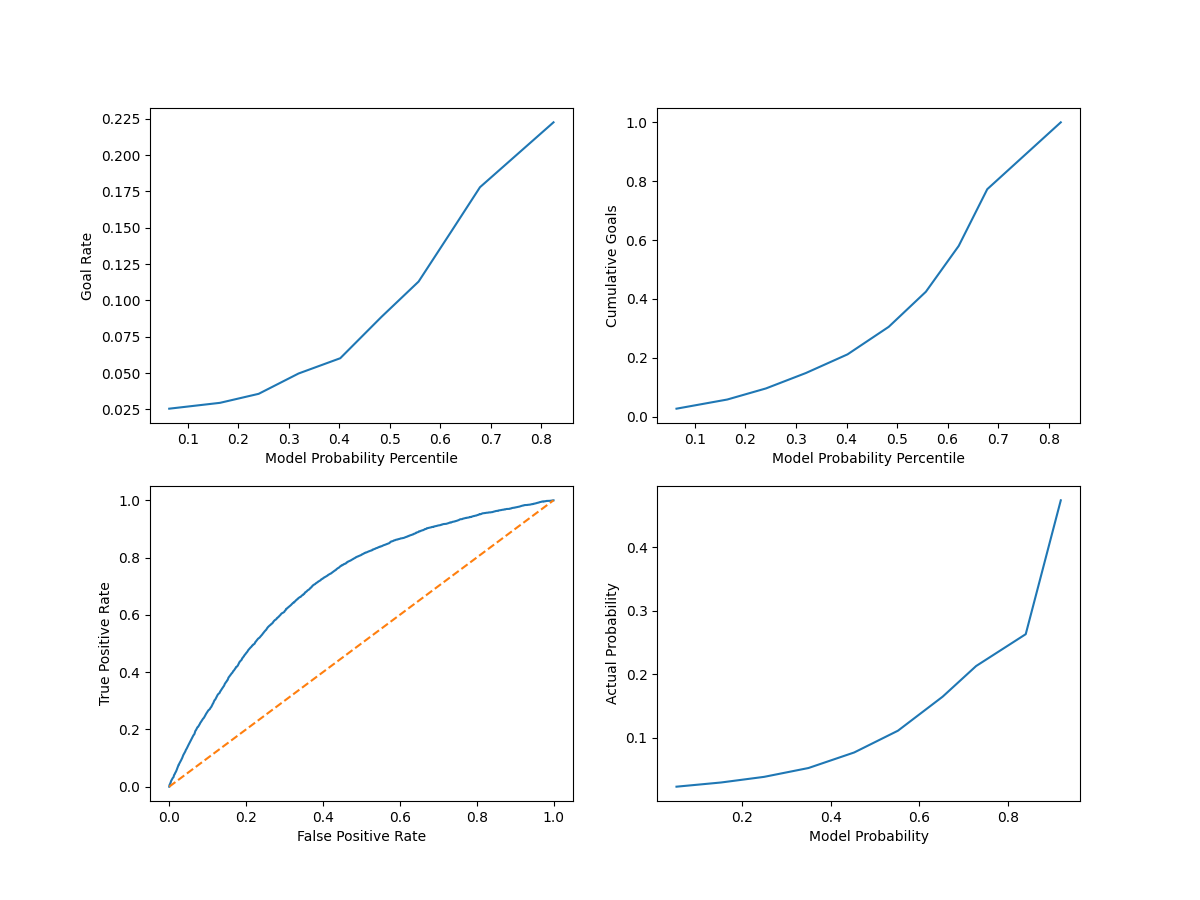 0.225
0.200
0.175
0.150
0.125
0.100
0.075
0.050
0.025
Goal Rate
0.1 0.2 0.3 0.4 0.5 0.6 0.7 0.8
Model Probability Percentile
1.0
0.8
0.6
0.4
0.2
0.0
Cumulative Goals
0.1 0.2 0.3 0.4 0.5 0.6 0.7 0.8
Model Probability Percentile
1.0
0.8
0.6
0.4
0.2
0.0
True Positive Rate
0.0 0.2 0.4 0.6 0.8 1.0
False Positive Rate
0.4
0.3
0.2
0.1
Actual Probability
0.2 0.4 0.6 0.8
Model Probability